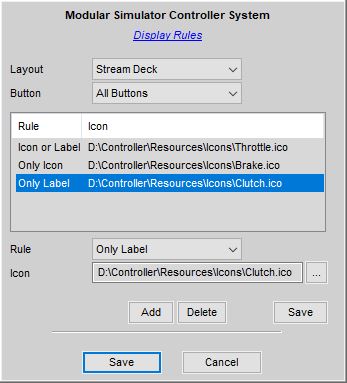 Modular Simulator Controller System
Display Rules
Layout Stream Deck
Button All Buttons
Rule Icon
Icon or Label D:\Controller\Resources\Icons\Throttle.ico
Only Icon D:\Controller\Resources\Icons\Brake.ico
Only Label D:\Controller\Resources\Icons\Clutch.ico
Rule Only Label
Icon D:\Controller\Resources\Icons\Clutch.ico ...
Add Delete Save
Save Cancel